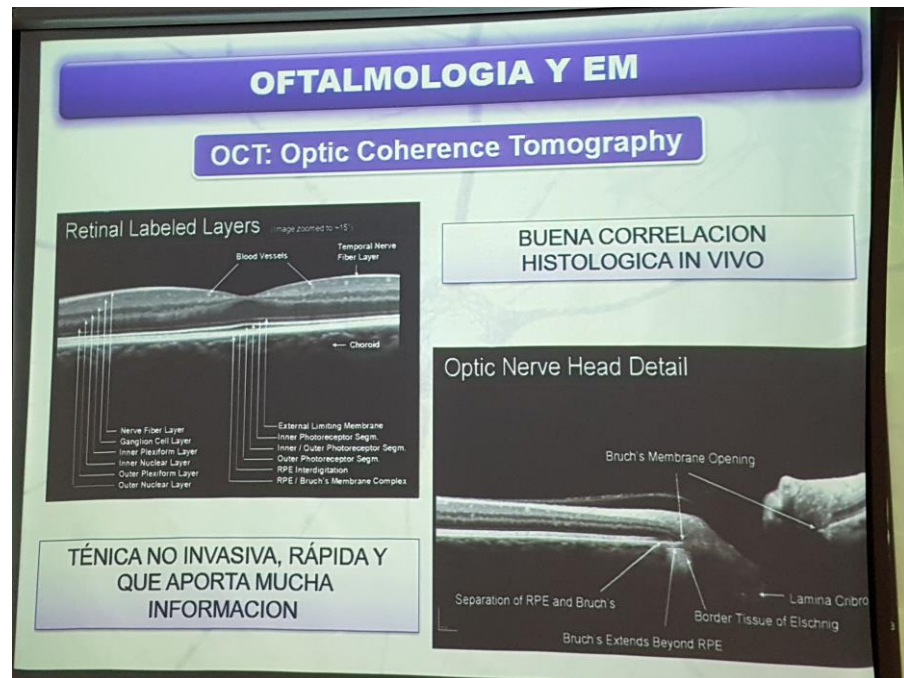 OFTALMOLOGIA Y EM
OCT: Optic Coherence Tomography
Retinal Labeled Layers (Image zoomed to ~15°)
Blood Vessels
Temporal Nerve
Fiber Layer
Choroid
Nerve Fiber Layer
Ganglion Cell Layer
Inner Plexiform Layer
Inner Nuclear Layer
Outer Plexiform Layer
Outer Nuclear Layer
External Limiting Membrane
Inner Photoreceptor Segm.
Inner / Outer Photoreceptor Segm.
Outer Photoreceptor Segm.
RPE Interdigitation
RPE / Bruch's Membrane Complex
BUENA CORRELACION
HISTOLOGICA IN VIVO
TÉNICA NO INVASIVA, RÁPIDA Y
QUE APORTA MUCHA
INFORMACION
Optic Nerve Head Detail
Bruch's Membrane Opening
Separation of RPE and Bruch's
Lamina Cribro
Border Tissue of Elschnig
Bruch's Extends Beyond RPE